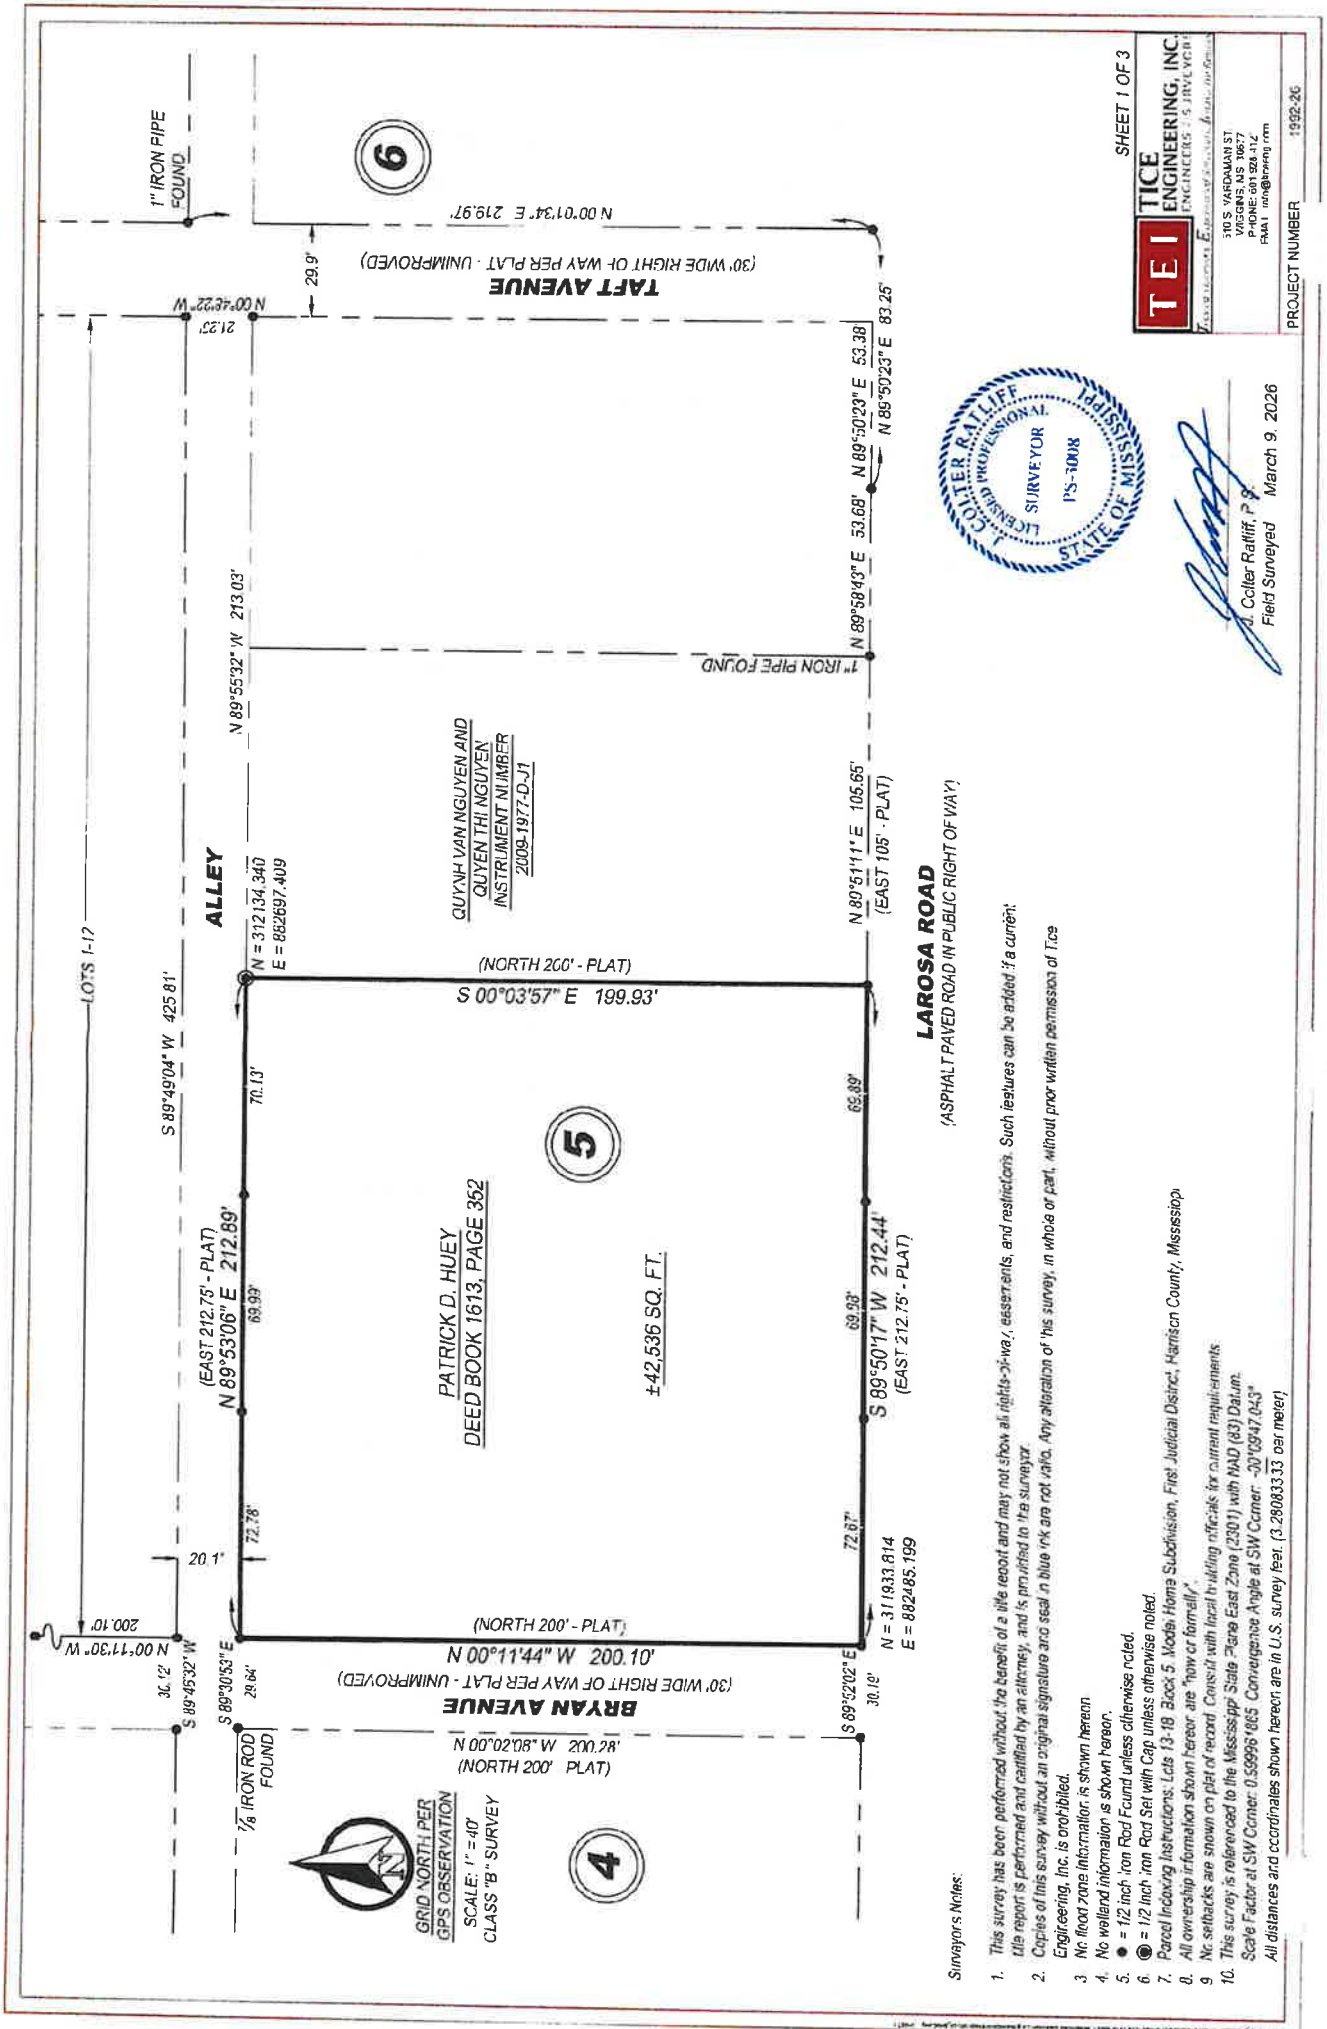 LOTS 1-12
1" IRON PIPE
FOUND
N 00°11'30" W
200.10'
S 89°49'04" W 425.81'
N 00°48'22" W
21.23'
30.12'
S 89°45'32" W
20.1'
ALLEY
(EAST 212.75' - PLAT)
N 89°53'06" E 212.89'
N 89°55'32" W 213.03'
29.9'
S 89°30'53" E
29.64'
72.78'
69.99'
70.13'
N = 312134.340
E = 882697.409
7/8 IRON ROD
FOUND
6
GRID NORTH PER
GPS OBSERVATION
SCALE: 1" = 40'
CLASS "B" SURVEY
N
4
N 00°02'08" W 200.28'
(NORTH 200' PLAT)
BRYAN AVENUE
(30' WIDE RIGHT OF WAY PER PLAT - UNIMPROVED)
(NORTH 200' - PLAT)
N 00°11'44" W 200.10'
PATRICK D. HUEY
DEED BOOK 1613, PAGE 352
±42,536 SQ. FT.
5
(NORTH 200' - PLAT)
S 00°03'57" E 199.93'
QUYNH VAN NGUYEN AND
QUYEN THI NGUYEN
INSTRUMENT NUMBER
2009-1977-D-J1
1" IRON PIPE FOUND
TAFT AVENUE
(30' WIDE RIGHT OF WAY PER PLAT - UNIMPROVED)
N 00°01'34" E 219.97'
S 89°52'02" E
30.19'
72.67'
69.98'
69.89'
N = 311933.814
E = 882485.199
S 89°50'17" W 212.44'
(EAST 212.75' - PLAT)
N 89°51'11" E 105.65'
(EAST 105' - PLAT)
N 89°58'43" E 53.68'
N 89°50'23" E 53.38'
N 89°50'23" E 83.25'
LAROSA ROAD
(ASPHALT PAVED ROAD IN PUBLIC RIGHT OF WAY)
Surveyor's Notes:
1. This survey has been performed without the benefit of a title report and may not show all rights-of-way, easements, and restrictions. Such features can be added if a current
title report is performed and certified by an attorney, and is provided to the surveyor.
2. Copies of this survey without an original signature and seal in blue ink are not valid. Any alteration of this survey, in whole or part, without prior written permission of Tice
Engineering, Inc. is prohibited.
3. No flood zone information is shown hereon.
4. No wetland information is shown hereon.
5. ● = 1/2 inch Iron Rod Found unless otherwise noted.
6. = 1/2 inch Iron Rod Set with Cap unless otherwise noted.
7. Parcel Indexing Instructions: Lots 13-18 Block 5, Model Home Subdivision, First Judicial District, Harrison County, Mississippi
8. All ownership information shown hereon are "now or formally".
9 No setbacks are shown on plat of record. Consult with local building officials for current requirements.
10. This survey is referenced to the Mississippi State Plane East Zone (2301) with NAD (83) Datum.
Scale Factor at SW Corner: Convergence Angle at SW Corner: -00°09'47.043"
All distances and coordinates shown hereon are in U.S. survey feet. (3.28083333 per meter)
J. COLTER RATLIFF
LICENSED PROFESSIONAL
SURVEYOR
PS-3008
STATE OF MISSISSIPPI
J. Colter Ratliff, P.S.
Field Surveyed March 9, 2026
SHEET 1 OF 3
TEI
TICE
ENGINEERING, INC.
ENGINEERS & SURVEYORS
510 S. VARDAMAN ST.
WIGGINS, MS
PHONE: 601.928
EMAIL:
PROJECT NUMBER 1992-26